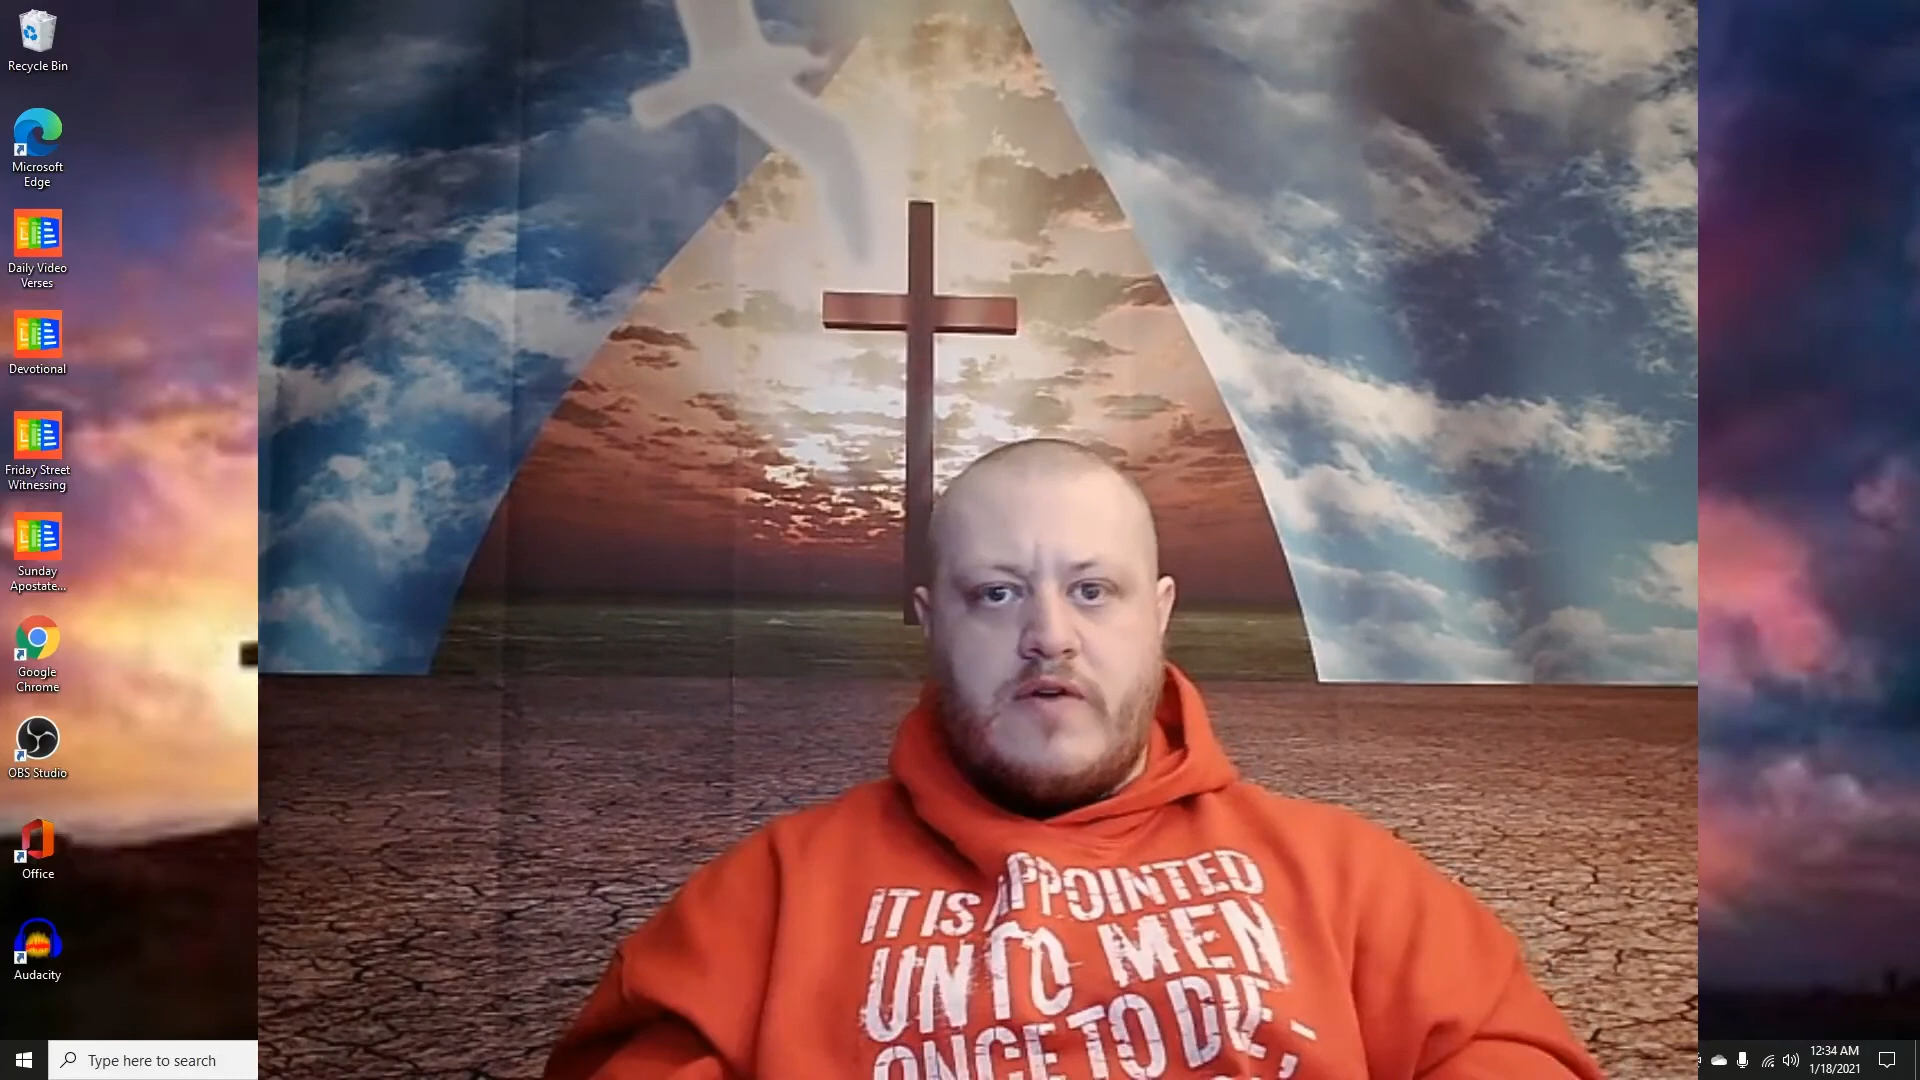 Recycle Bin
Microsoft
Edge
Daily Video
Verses
Devotional
Friday Street
Witnessing
Sunday
Apostate...
Google
Chrome
OBS Studio
Office
Audacity
IT IS APPOINTED
UNTO MEN
ONCE TO DIE,
Type here to search
12:34 AM
1/18/2021